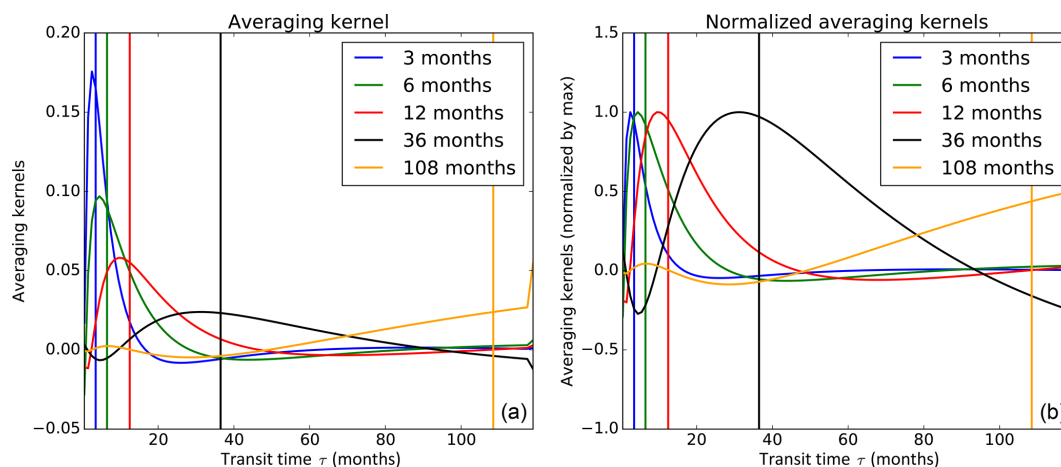 Averaging kernel
0.20
0.15
0.10
0.05
0.00
−0.05
Averaging kernels
3 months
6 months
12 months
36 months
108 months
(a)
20
40
60
80
100
Transit time τ (months)
Normalized averaging kernels
1.5
1.0
0.5
0.0
−0.5
−1.0
Averaging kernels (normalized by max)
3 months
6 months
12 months
36 months
108 months
(b)
20
40
60
80
100
Transit time τ (months)